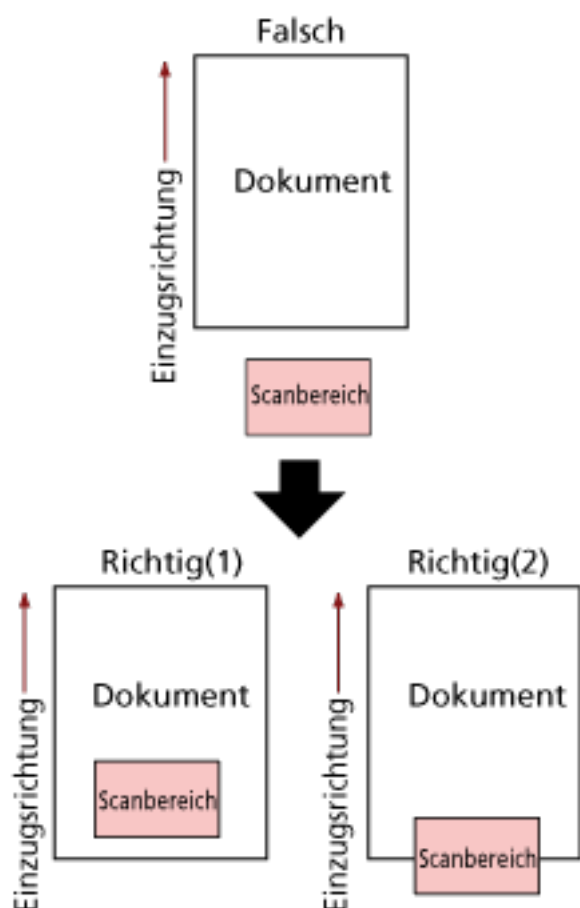 Falsch
Einzugsrichtung
Dokument
Scanbereich
Richtig(1)
Einzugsrichtung
Dokument
Scanbereich
Richtig(2)
Einzugsrichtung
Dokument
Scanbereich